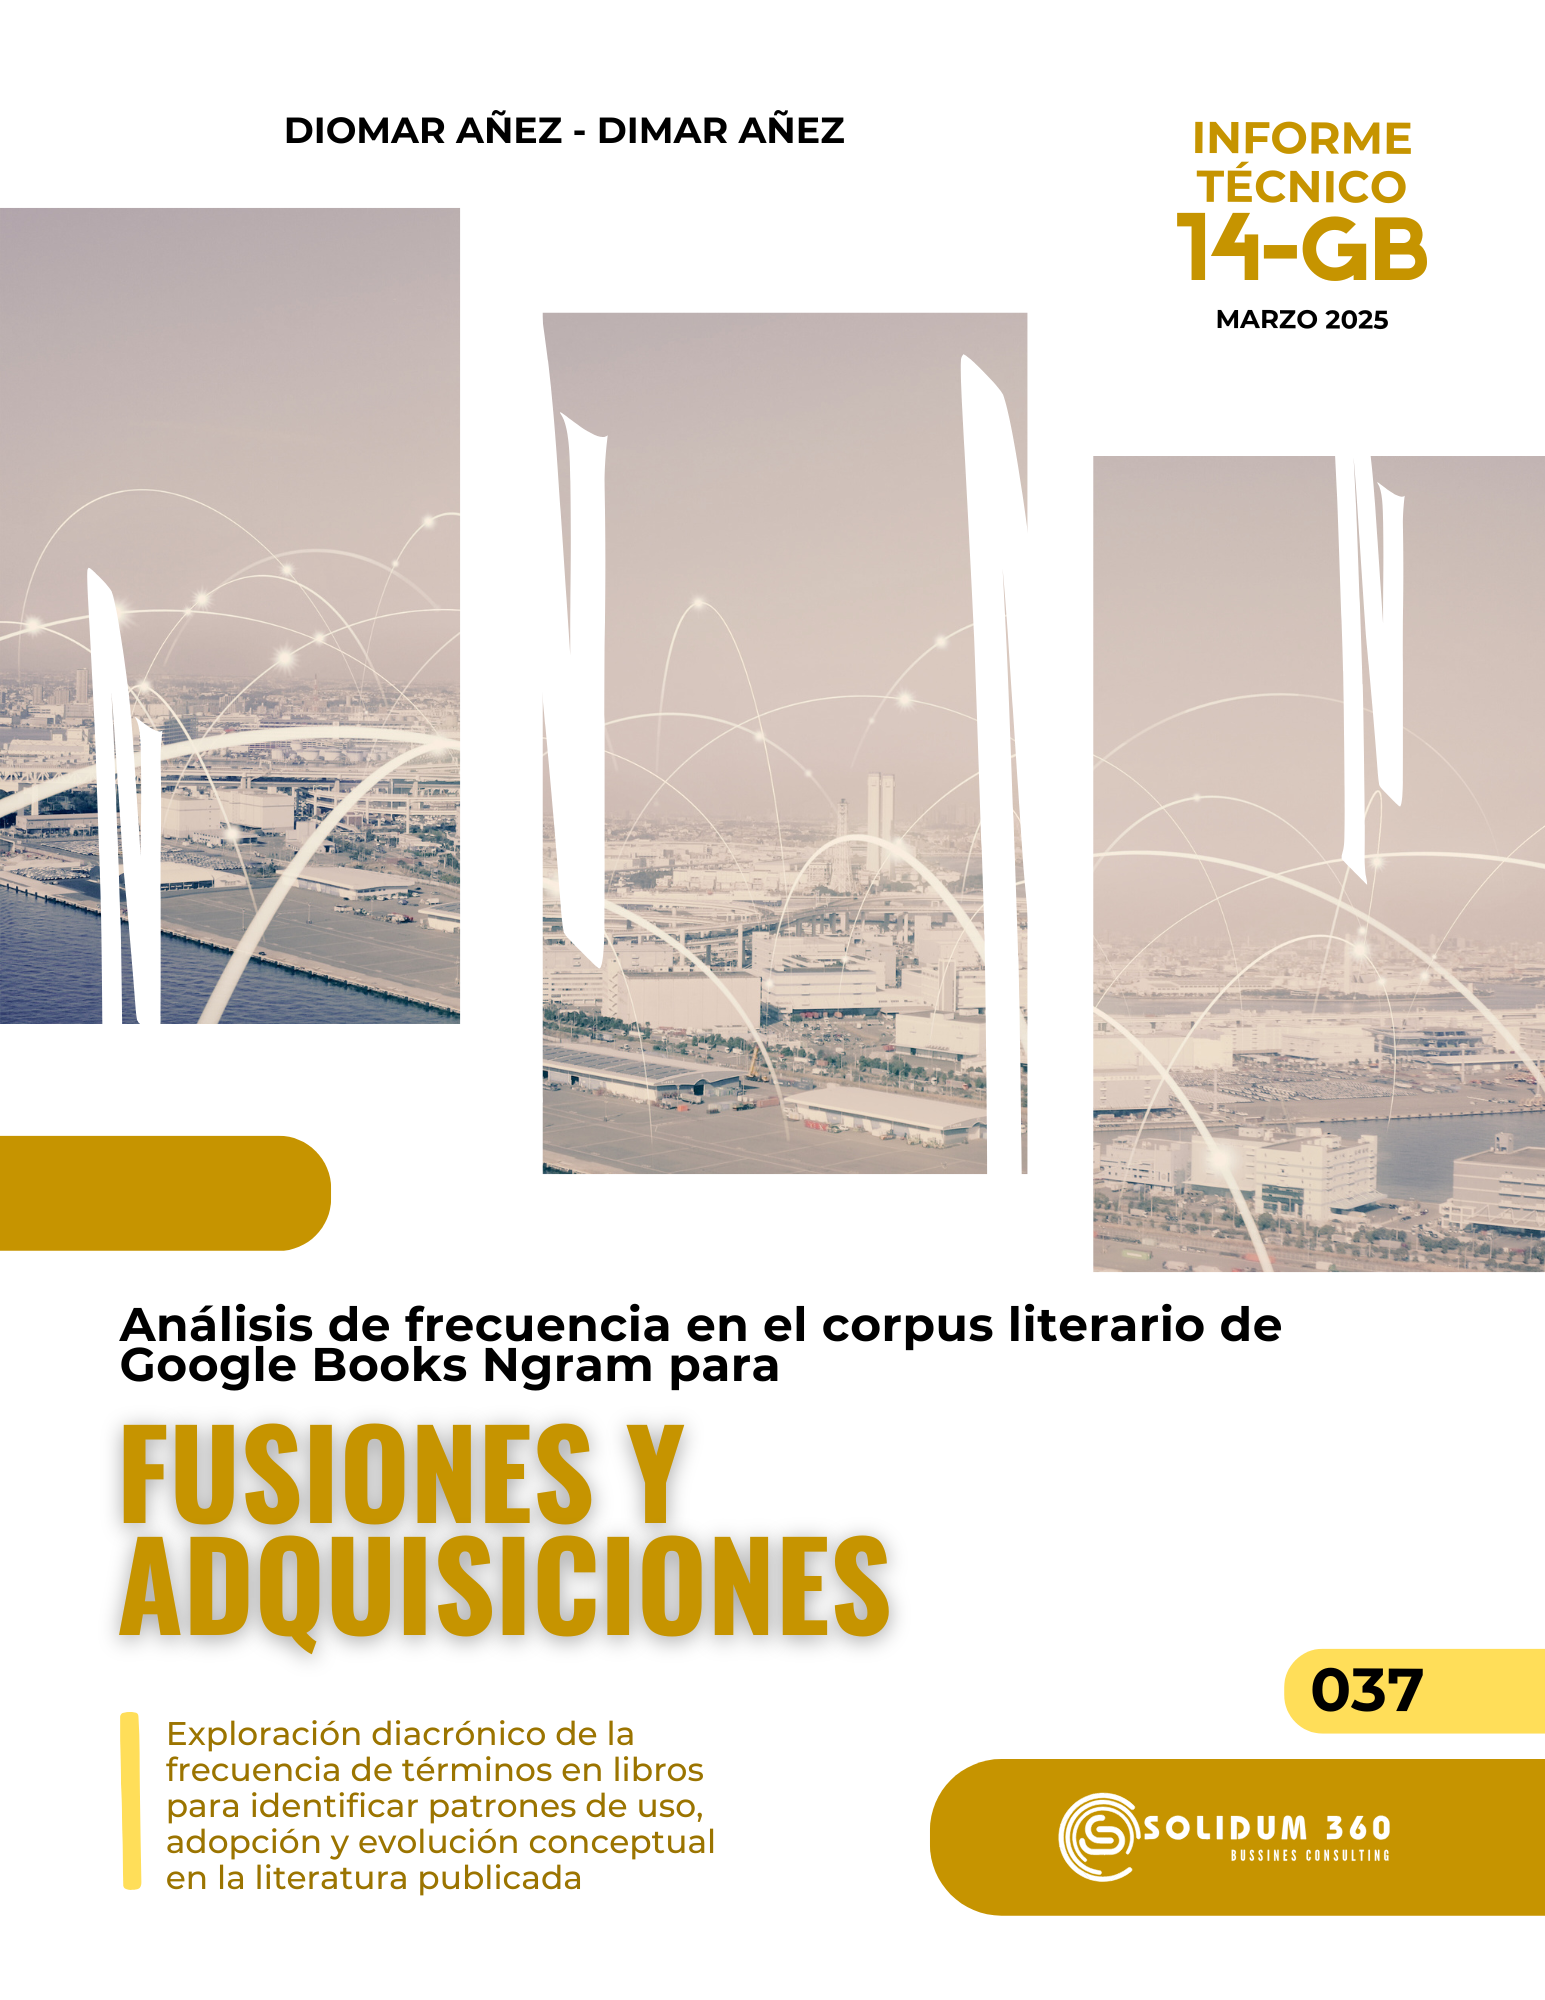 DIOMAR AÑEZ - DIMAR AÑEZ
INFORME
TÉCNICO
14-GB
MARZO 2025
Análisis de frecuencia en el corpus literario de
Google Books Ngram para
FUSIONES Y
ADQUISICIONES
037
Exploración diacrónico de la
frecuencia de términos en libros
para identificar patrones de uso,
adopción y evolución conceptual
en la literatura publicada
SOLIDUM 360
BUSSINES CONSULTING